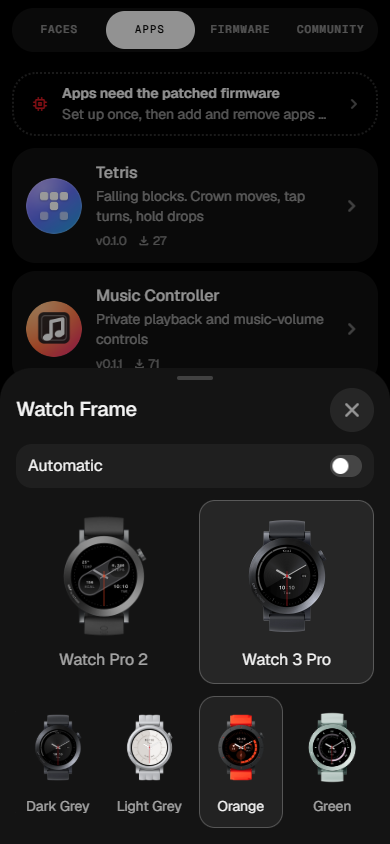 FACES
APPS
FIRMWARE
COMMUNITY
Apps need the patched firmware
Set up once, then add and remove apps ...
Tetris
Falling blocks. Crown moves, tap
turns, hold drops
v0.1.0 27
Music Controller
Private playback and music-volume
controls
v0.1.1 71
Watch Frame
Automatic
Watch Pro 2
Watch 3 Pro
Dark Grey
Light Grey
Orange
Green